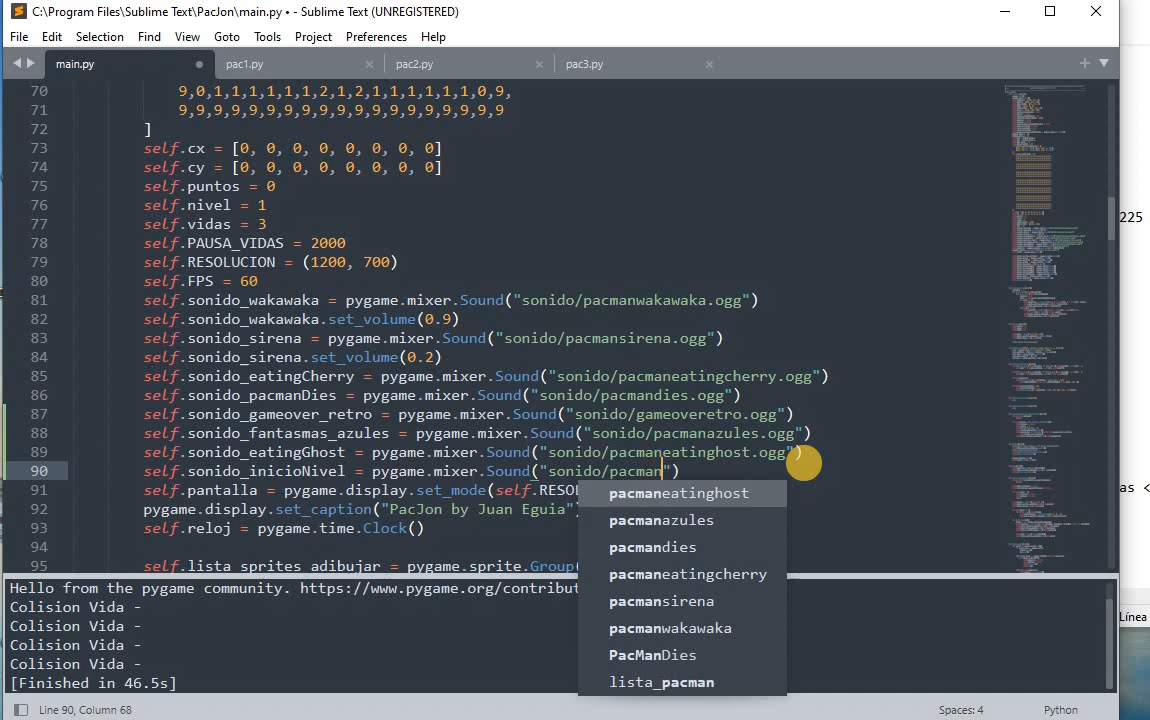 C:\Program Files\Sublime Text\PacJon\main.py • - Sublime Text (UNREGISTERED)
File Edit Selection Find View Goto Tools Project Preferences Help
main.py pac1.py pac2.py pac3.py
70 9,0,1,1,1,1,1,1,2,1,2,1,1,1,1,1,1,0,9,
71 9,9,9,9,9,9,9,9,9,9,9,9,9,9,9,9,9,9,9
72 ]
73 self.cx = [0, 0, 0, 0, 0, 0, 0, 0]
74 self.cy = [0, 0, 0, 0, 0, 0, 0, 0]
75 self.puntos = 0
76 self.nivel = 1
77 self.vidas = 3
78 self.PAUSA_VIDAS = 2000
79 self.RESOLUCION = (1200, 700)
80 self.FPS = 60
81 self.sonido_wakawaka = pygame.mixer.Sound("sonido/pacmanwakawaka.ogg")
82 self.sonido_wakawaka.set_volume(0.9)
83 self.sonido_sirena = pygame.mixer.Sound("sonido/pacmansirena.ogg")
84 self.sonido_sirena.set_volume(0.2)
85 self.sonido_eatingCherry = pygame.mixer.Sound("sonido/pacmaneatingcherry.ogg")
86 self.sonido_pacmanDies = pygame.mixer.Sound("sonido/pacmandies.ogg")
87 self.sonido_gameover_retro = pygame.mixer.Sound("sonido/gameoveretro.ogg")
88 self.sonido_fantasmas_azules = pygame.mixer.Sound("sonido/pacmanazules.ogg")
89 self.sonido_eatingGhost = pygame.mixer.Sound("sonido/pacmaneatinghost.ogg")
90 self.sonido_inicioNivel = pygame.mixer.Sound("sonido/pacman")
91 self.pantalla = pygame.display.set_mode(self.RESO
92 pygame.display.set_caption("PacJon by Juan Eguia")
93 self.reloj = pygame.time.Clock()
94
95 self.lista_sprites_adibujar = pygame.sprite.Group(
pacmaneatinghost
pacmanazules
pacmandies
pacmaneatingcherry
pacmansirena
pacmanwakawaka
PacManDies
lista_pacman
Hello from the pygame community. https://www.pygame.org/contribut
Colision Vida -
Colision Vida -
Colision Vida -
Colision Vida -
[Finished in 46.5s]
Line 90, Column 68 Spaces: 4 Python
225
as <
Línea